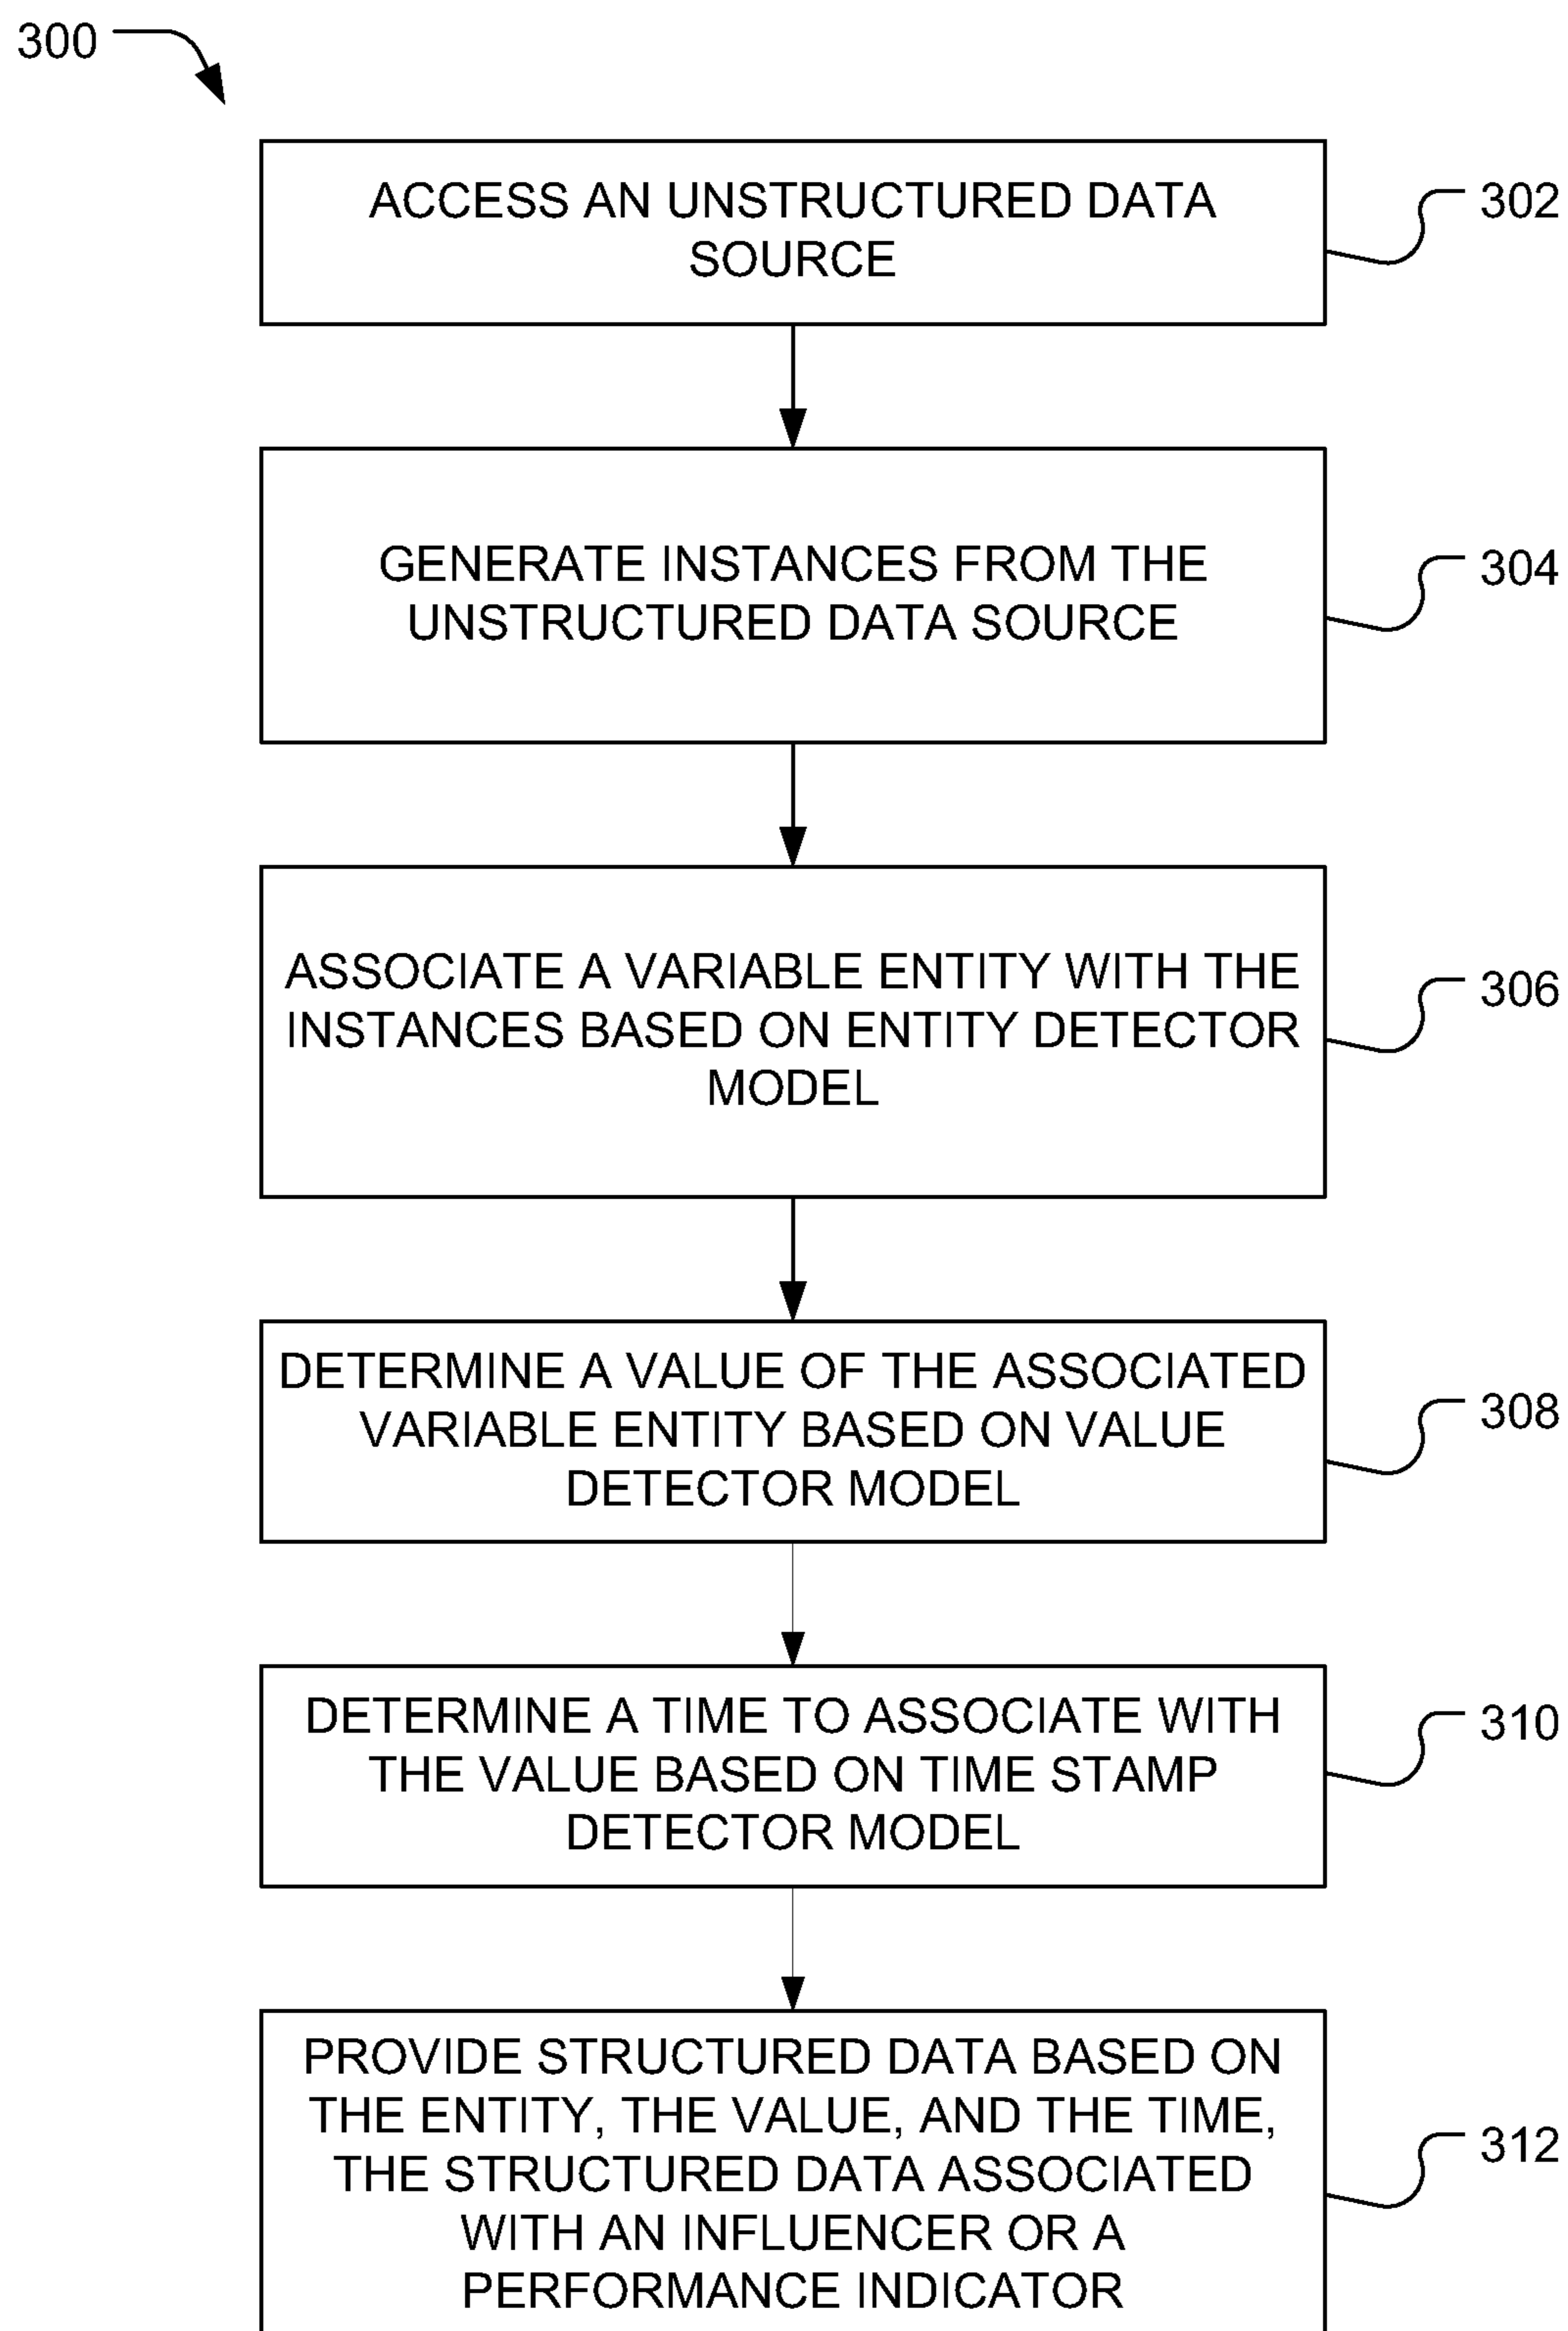 300
ACCESS AN UNSTRUCTURED DATA
SOURCE
302
GENERATE INSTANCES FROM THE
UNSTRUCTURED DATA SOURCE
304
ASSOCIATE A VARIABLE ENTITY WITH THE
INSTANCES BASED ON ENTITY DETECTOR
MODEL
306
DETERMINE A VALUE OF THE ASSOCIATED
VARIABLE ENTITY BASED ON VALUE
DETECTOR MODEL
308
DETERMINE A TIME TO ASSOCIATE WITH
THE VALUE BASED ON TIME STAMP
DETECTOR MODEL
310
PROVIDE STRUCTURED DATA BASED ON
THE ENTITY, THE VALUE, AND THE TIME,
THE STRUCTURED DATA ASSOCIATED
WITH AN INFLUENCER OR A
PERFORMANCE INDICATOR
312